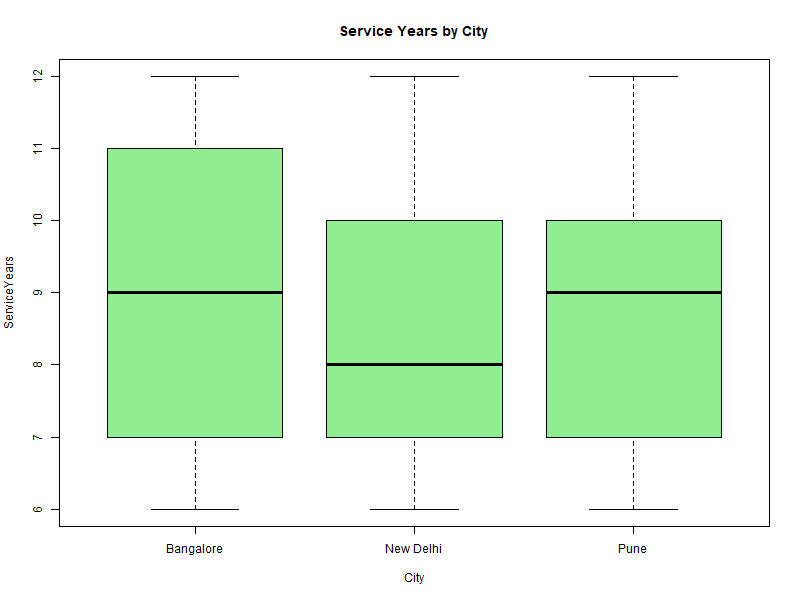 Service Years by City
12
11
10
9
8
7
6
ServiceYears
Bangalore
New Delhi
Pune
City